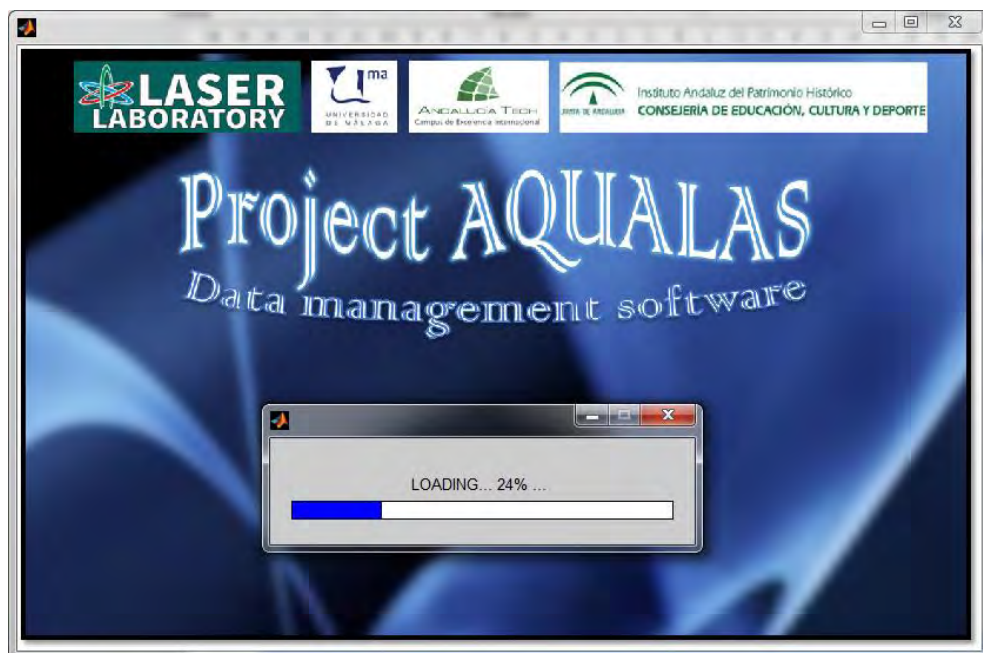 LASER
LABORATORY
uma
UNIVERSIDAD
DE MÁLAGA
ANDALUCÍA TECH
Campus de Excelencia Internacional
JUNTA DE ANDALUCIA
Instituto Andaluz del Patrimonio Histórico
CONSEJERÍA DE EDUCACIÓN, CULTURA Y DEPORTE
Project AQUALAS
Data management software
LOADING... 24% ...